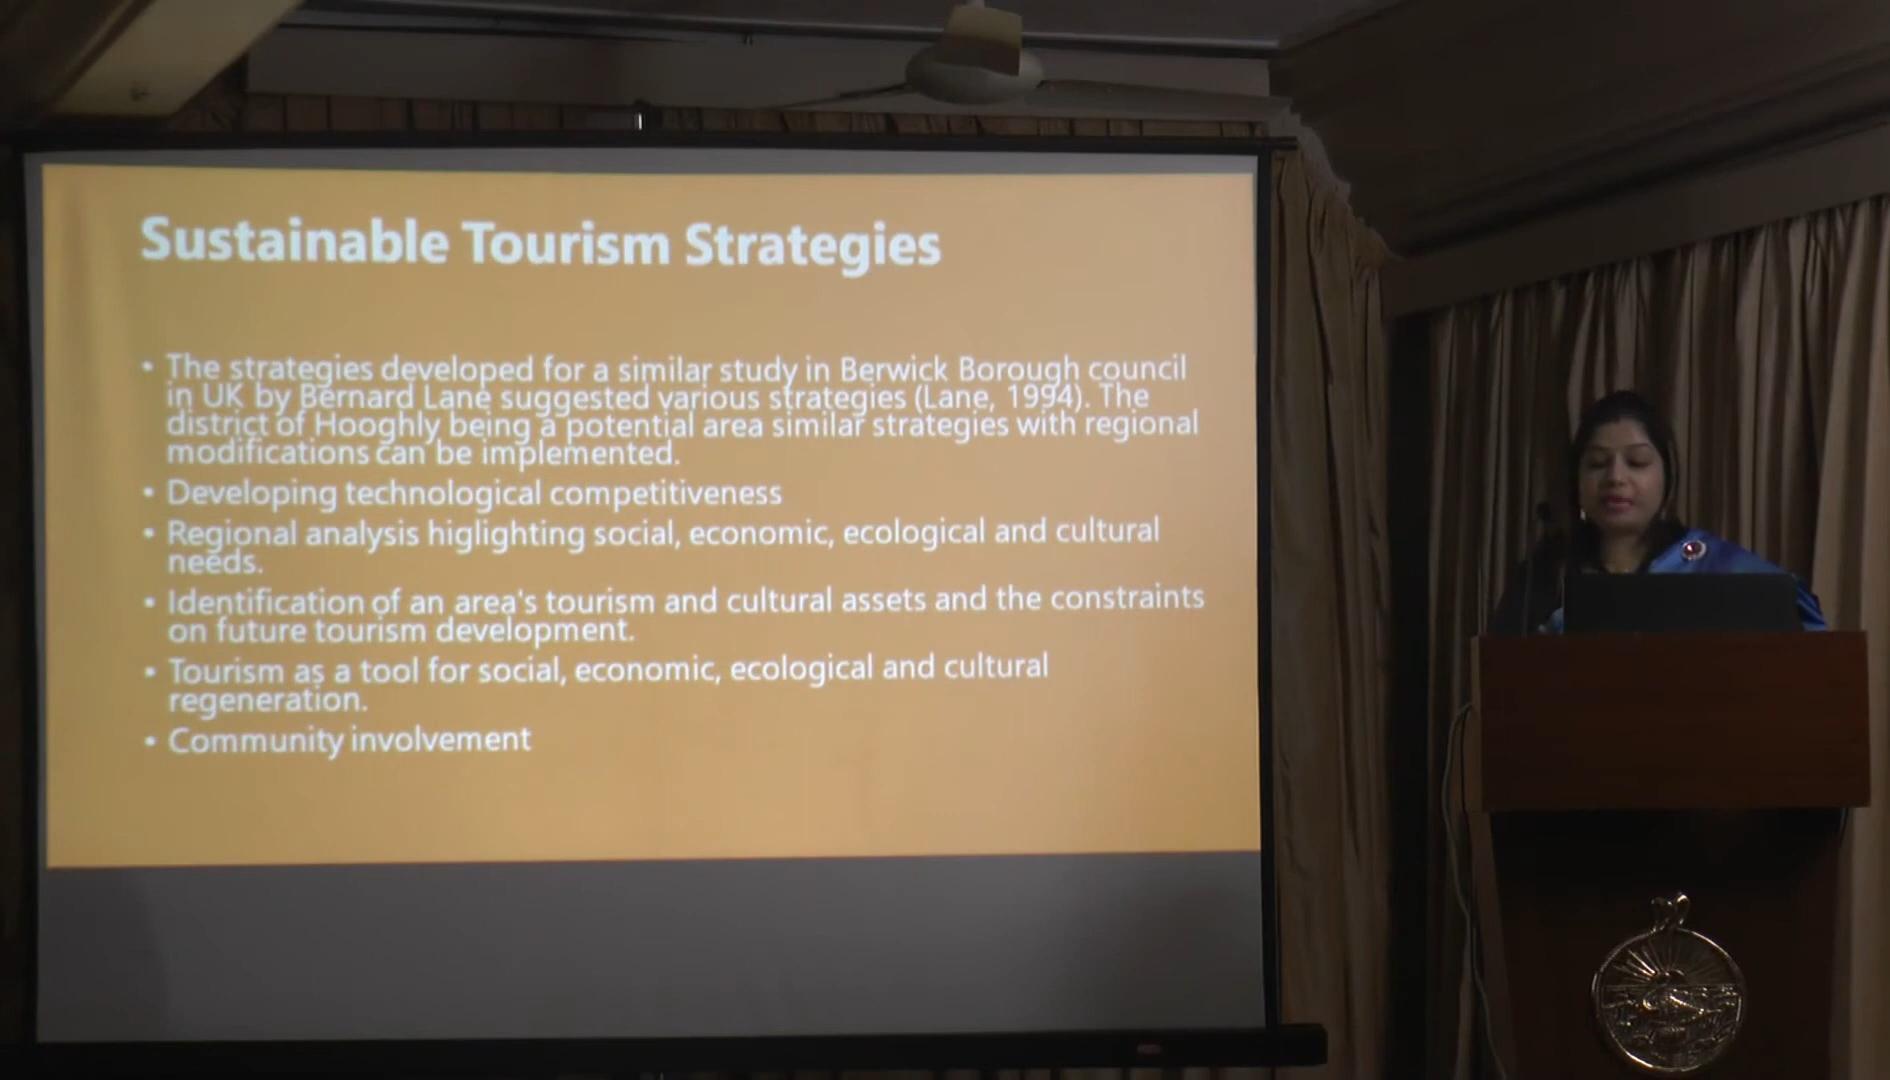 Sustainable Tourism Strategies
• The strategies developed for a similar study in Berwick Borough council
in UK by Bernard Lane suggested various strategies (Lane, 1994). The
district of Hooghly being a potential area similar strategies with regional
modifications can be implemented.
• Developing technological competitiveness
• Regional analysis higlighting social, economic, ecological and cultural
needs.
• Identification of an area's tourism and cultural assets and the constraints
on future tourism development.
• Tourism as a tool for social, economic, ecological and cultural
regeneration.
• Community involvement